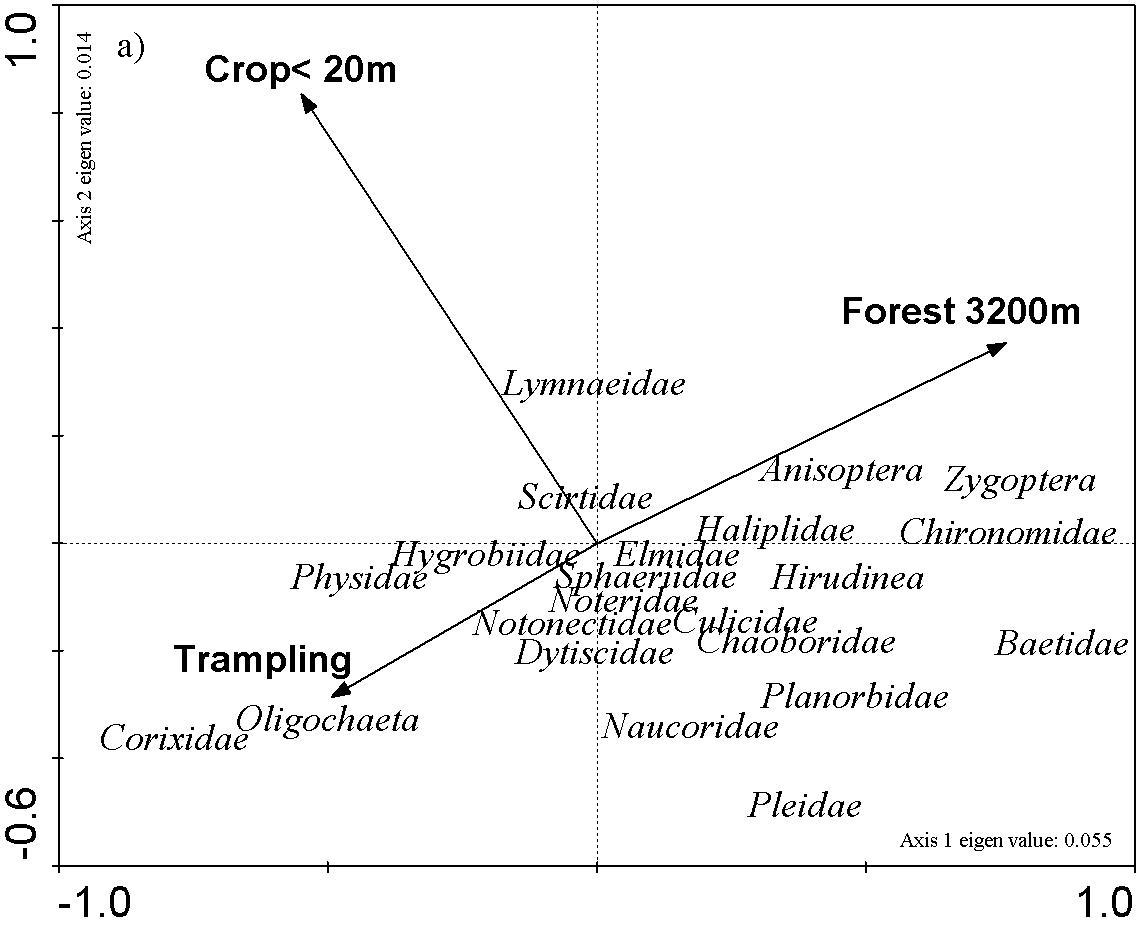 1.0
Axis 2 eigen value: 0.014
a)
Crop< 20m
Forest 3200m
Lymnaeidae
Anisoptera
Zygoptera
Scirtidae
Haliplidae
Chironomidae
Hygrobiidae
Elmidae
Physidae
Sphaeriidae
Hirudinea
Noteridae
Notonectidae
Culicidae
Chaoboridae
Baetidae
Dytiscidae
Trampling
Planorbidae
Oligochaeta
Naucoridae
Corixidae
Pleidae
-0.6
Axis 1 eigen value: 0.055
-1.0
1.0